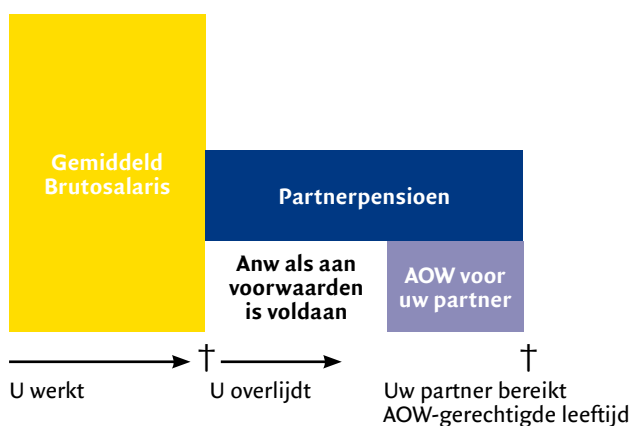 Gemiddeld
Brutosalaris
Partnerpensioen
Anw als aan
voorwaarden
is voldaan
AOW voor
uw partner
† †
U werkt
U overlijdt
Uw partner bereikt
AOW-gerechtigde leeftijd